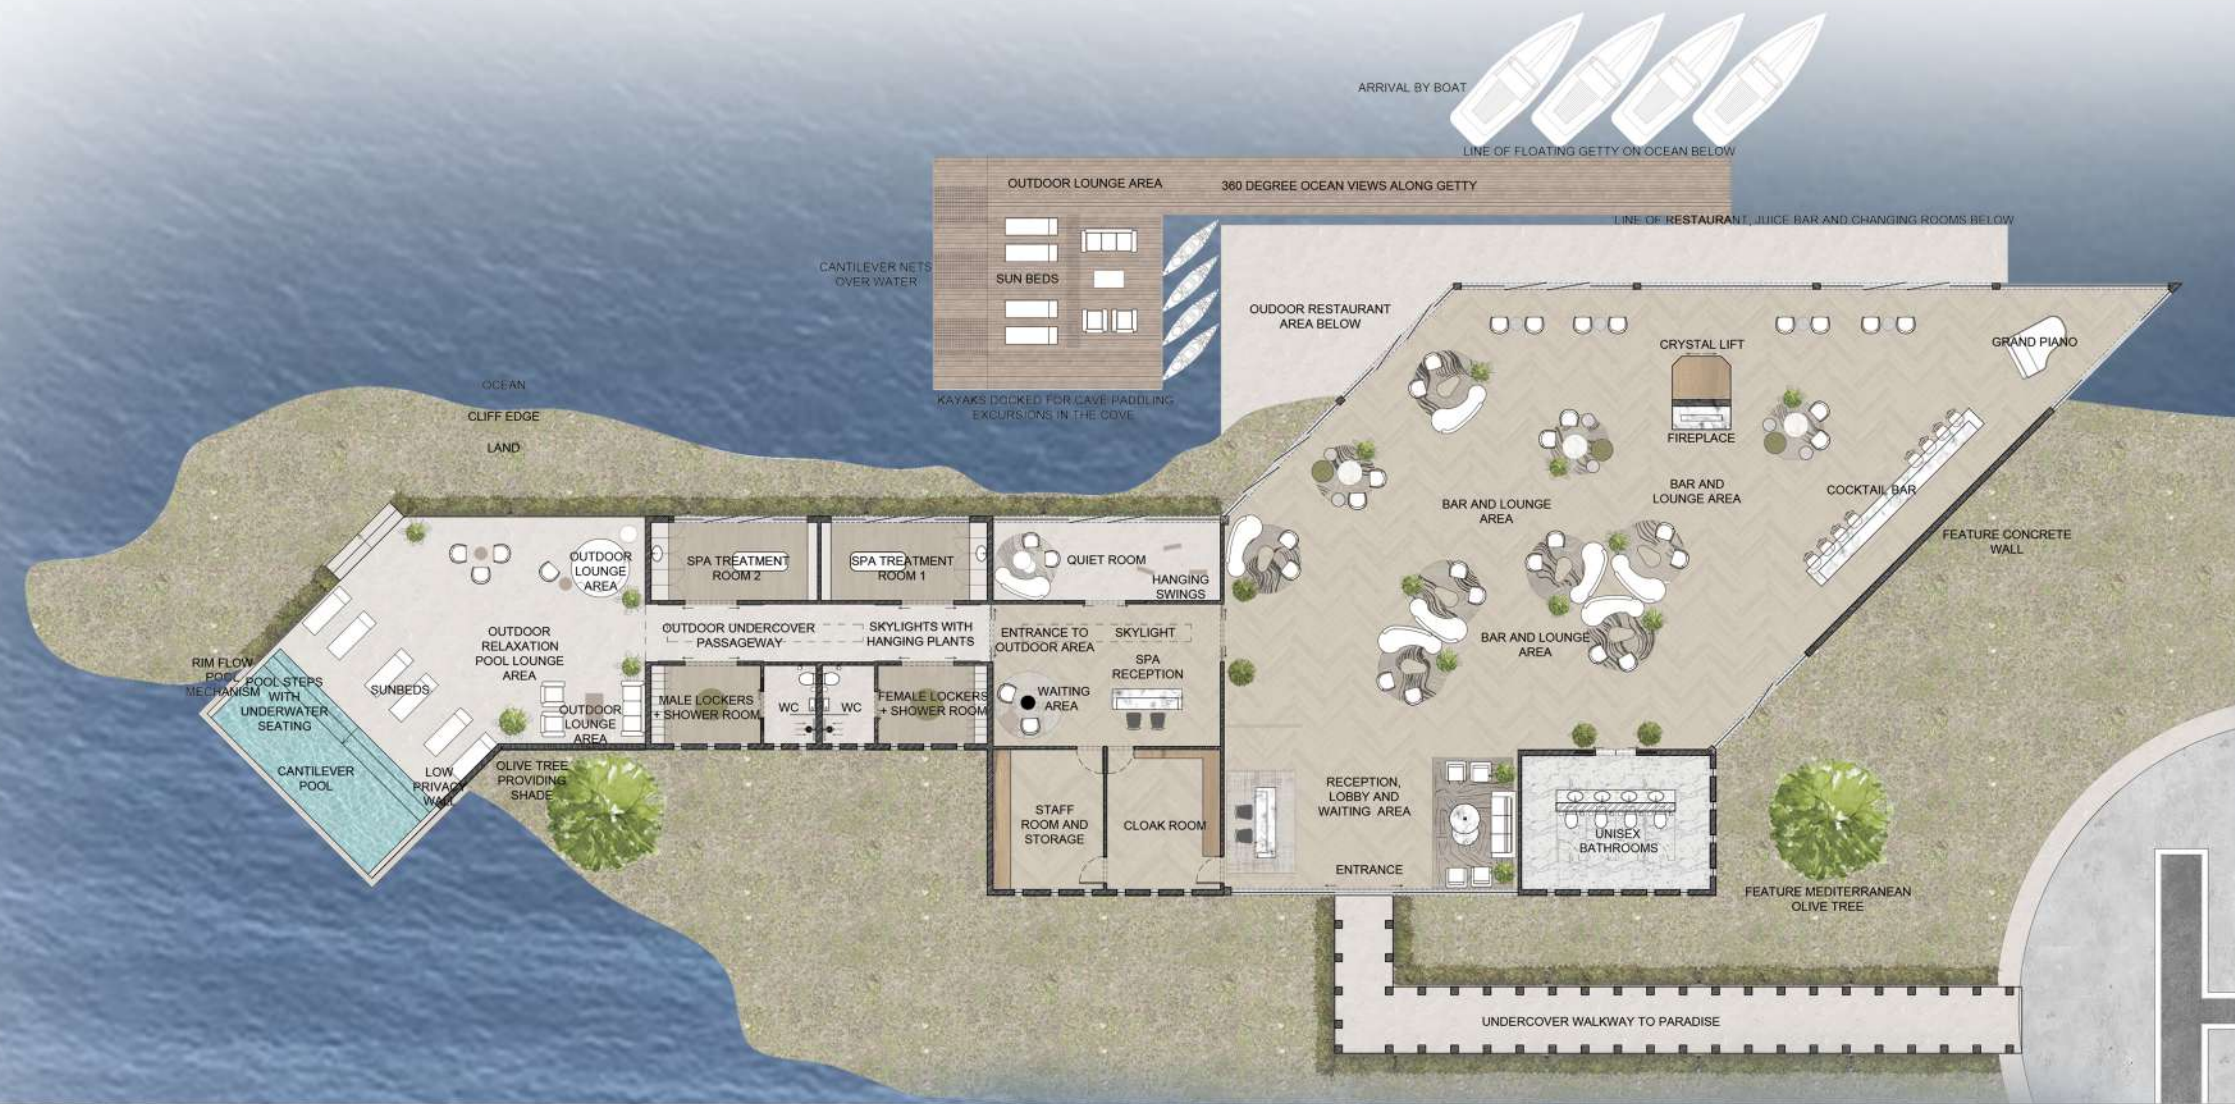 ARRIVAL BY BOAT
LINE OF FLOATING GETTY ON OCEAN BELOW
OUTDOOR LOUNGE AREA
360 DEGREE OCEAN VIEWS ALONG GETTY
LINE OF RESTAURANT, JUICE BAR AND CHANGING ROOMS BELOW
CANTILEVER NETS
OVER WATER
SUN BEDS
OUDOOR RESTAURANT
AREA BELOW
KAYAKS DOCKED FOR CAVE PADDLING
EXCURSIONS IN THE COVE
CRYSTAL LIFT
GRAND PIANO
FIREPLACE
OCEAN
CLIFF EDGE
LAND
BAR AND LOUNGE
AREA
BAR AND
LOUNGE AREA
COCKTAIL BAR
FEATURE CONCRETE
WALL
OUTDOOR
LOUNGE
AREA
SPA TREATMENT
ROOM 2
SPA TREATMENT
ROOM 1
QUIET ROOM
HANGING
SWINGS
OUTDOOR
RELAXATION
POOL LOUNGE
AREA
OUTDOOR UNDERCOVER
PASSAGEWAY
SKYLIGHTS WITH
HANGING PLANTS
ENTRANCE TO
OUTDOOR AREA
SKYLIGHT
SPA
RECEPTION
BAR AND LOUNGE
AREA
RIM FLOW
POOL
MECHANISM
POOL STEPS
WITH
UNDERWATER
SEATING
SUNBEDS
OUTDOOR
LOUNGE
AREA
MALE LOCKERS
+ SHOWER ROOM
WC
WC
FEMALE LOCKERS
+ SHOWER ROOM
WAITING
AREA
CANTILEVER
POOL
LOW
PRIVACY
WALL
OLIVE TREE
PROVIDING
SHADE
STAFF
ROOM AND
STORAGE
CLOAK ROOM
RECEPTION,
LOBBY AND
WAITING AREA
ENTRANCE
UNISEX
BATHROOMS
FEATURE MEDITERRANEAN
OLIVE TREE
UNDERCOVER WALKWAY TO PARADISE
H